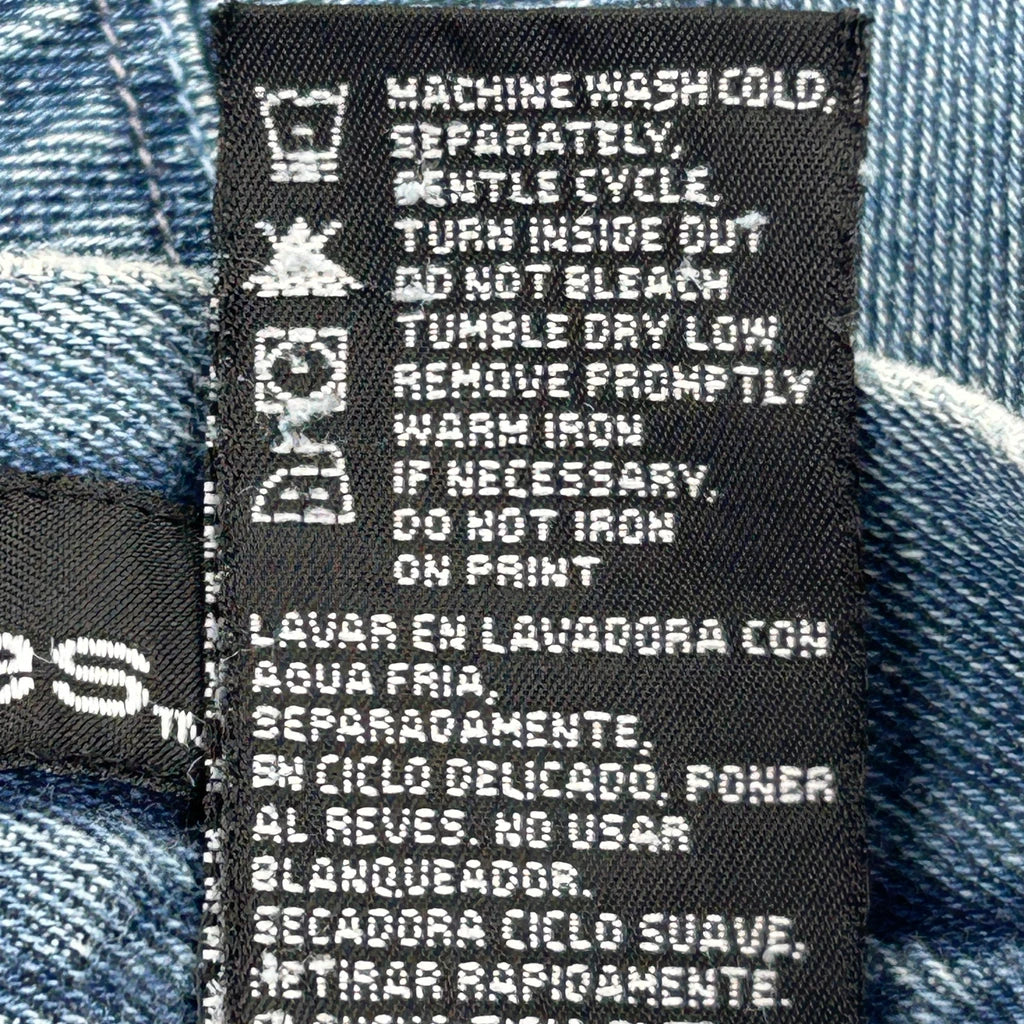 MACHINE WASH COLD,
SEPARATELY,
GENTLE CYCLE.
TURN INSIDE OUT
DO NOT BLEACH
TUMBLE DRY LOW
REMOVE PROMPTLY
WARM IRON
IF NECESSARY.
DO NOT IRON
ON PRINT
LAVAR EN LAVADORA CON
AGUA FRIA,
SEPARADAMENTE,
EN CICLO DELICADO, PONER
AL REVES. NO USAR
BLANQUEADOR.
SECADORA CICLO SUAVE.
RETIRAR RAPIDAMENTE.
es™